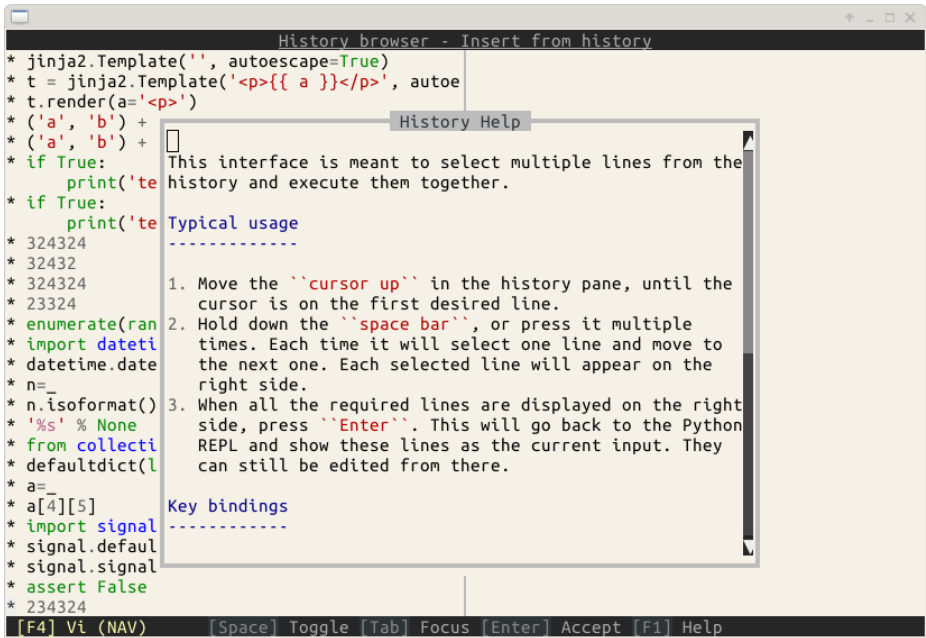 History browser - Insert from history
* jinja2.Template('', autoescape=True)
* t = jinja2.Template('<p>{{ a }}</p>', autoe
* t.render(a='<p>')
* ('a', 'b') +
* ('a', 'b') +
* if True:
print('te
* if True:
print('te
* 324324
* 32432
* 324324
* 23324
* enumerate(ran
* import dateti
* datetime.date
* n=_
* n.isoformat()
* '%s' % None
* from collecti
* defaultdict(l
* a=_
* a[4][5]
* import signal
* signal.defaul
* signal.signal
* assert False
* 234324
History Help
This interface is meant to select multiple lines from the
history and execute them together.
Typical usage
-------------
1. Move the ``cursor up`` in the history pane, until the
cursor is on the first desired line.
2. Hold down the ``space bar``, or press it multiple
times. Each time it will select one line and move to
the next one. Each selected line will appear on the
right side.
3. When all the required lines are displayed on the right
side, press ``Enter``. This will go back to the Python
REPL and show these lines as the current input. They
can still be edited from there.
Key bindings
------------
[F4] Vi (NAV) [Space] Toggle [Tab] Focus [Enter] Accept [F1] Help